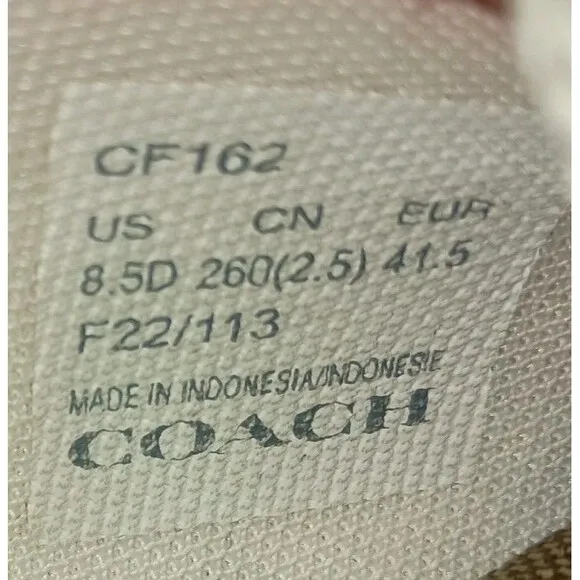 CF162
US CN EUR
8.5D 260(2.5) 41.5
F22/113
MADE IN INDONESIA/INDONESIE
COACH